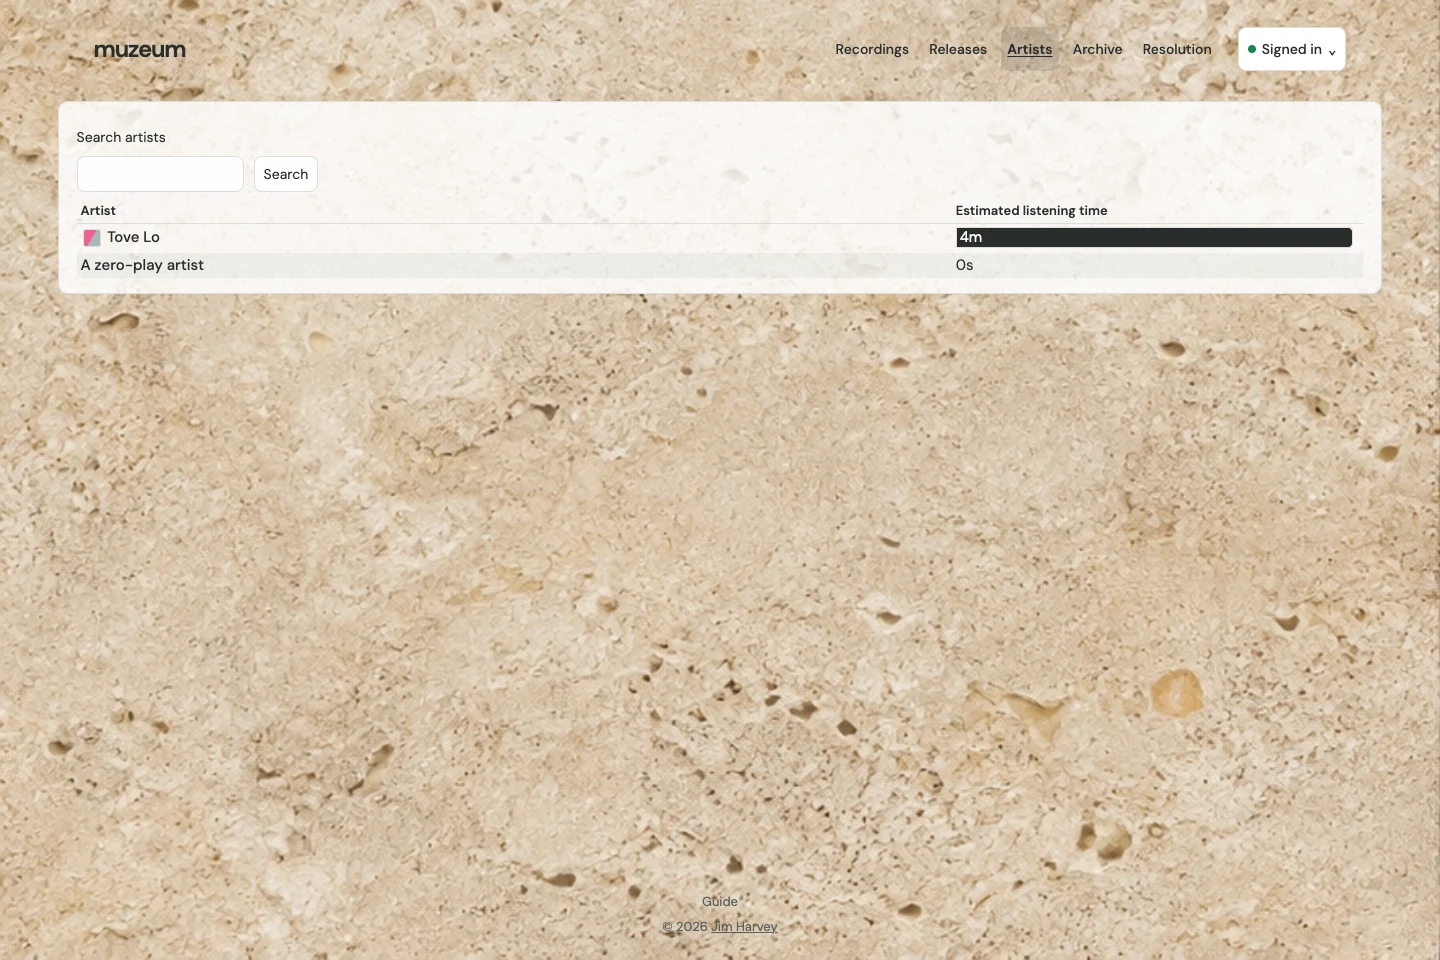 muzeum
Recordings Releases Artists Archive Resolution Signed in
Search artists
Search
Artist Estimated listening time
Tove Lo 4m
A zero-play artist 0s
Guide
© 2026 Jim Harvey